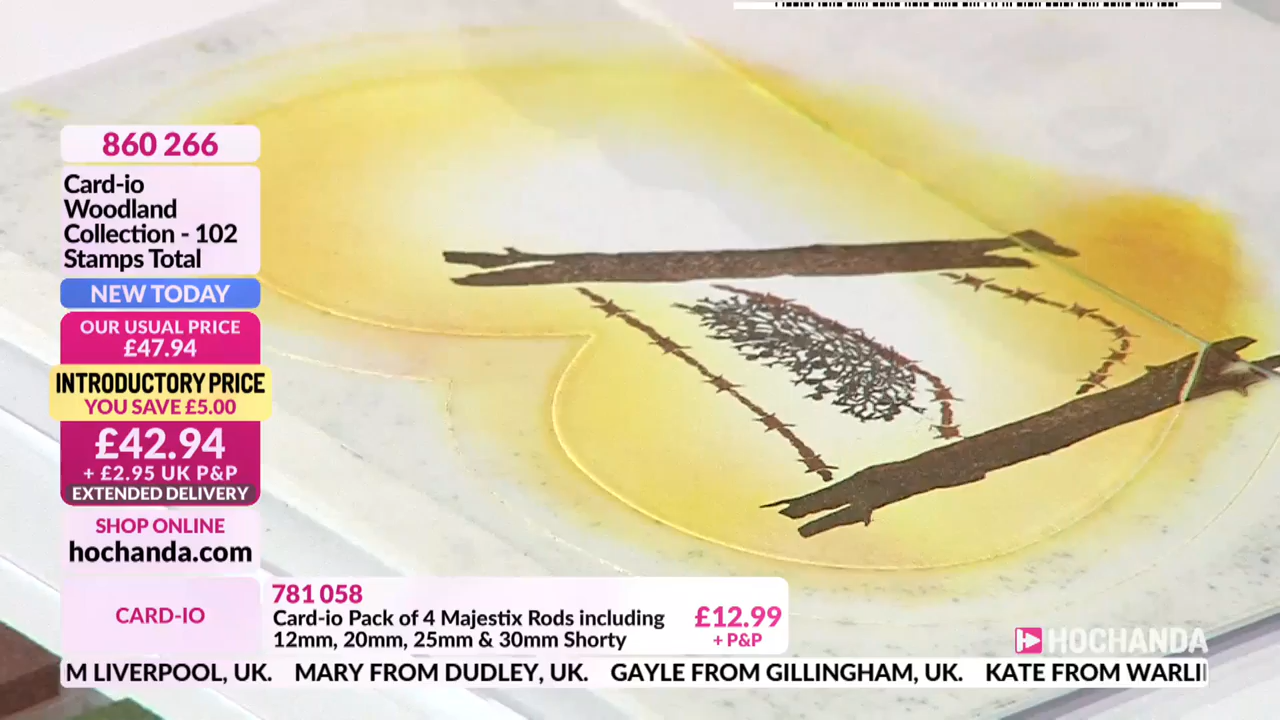 860 266
Card-io
Woodland
Collection - 102
Stamps Total
NEW TODAY
OUR USUAL PRICE
£47.94
INTRODUCTORY PRICE
YOU SAVE £5.00
£42.94
+ £2.95 UK P&P
EXTENDED DELIVERY
SHOP ONLINE
hochanda.com
CARD-IO
781 058
Card-io Pack of 4 Majestix Rods including
12mm, 20mm, 25mm & 30mm Shorty
£12.99
+ P&P
HOCHANDA
M LIVERPOOL, UK. MARY FROM DUDLEY, UK. GAYLE FROM GILLINGHAM, UK. KATE FROM WARLI